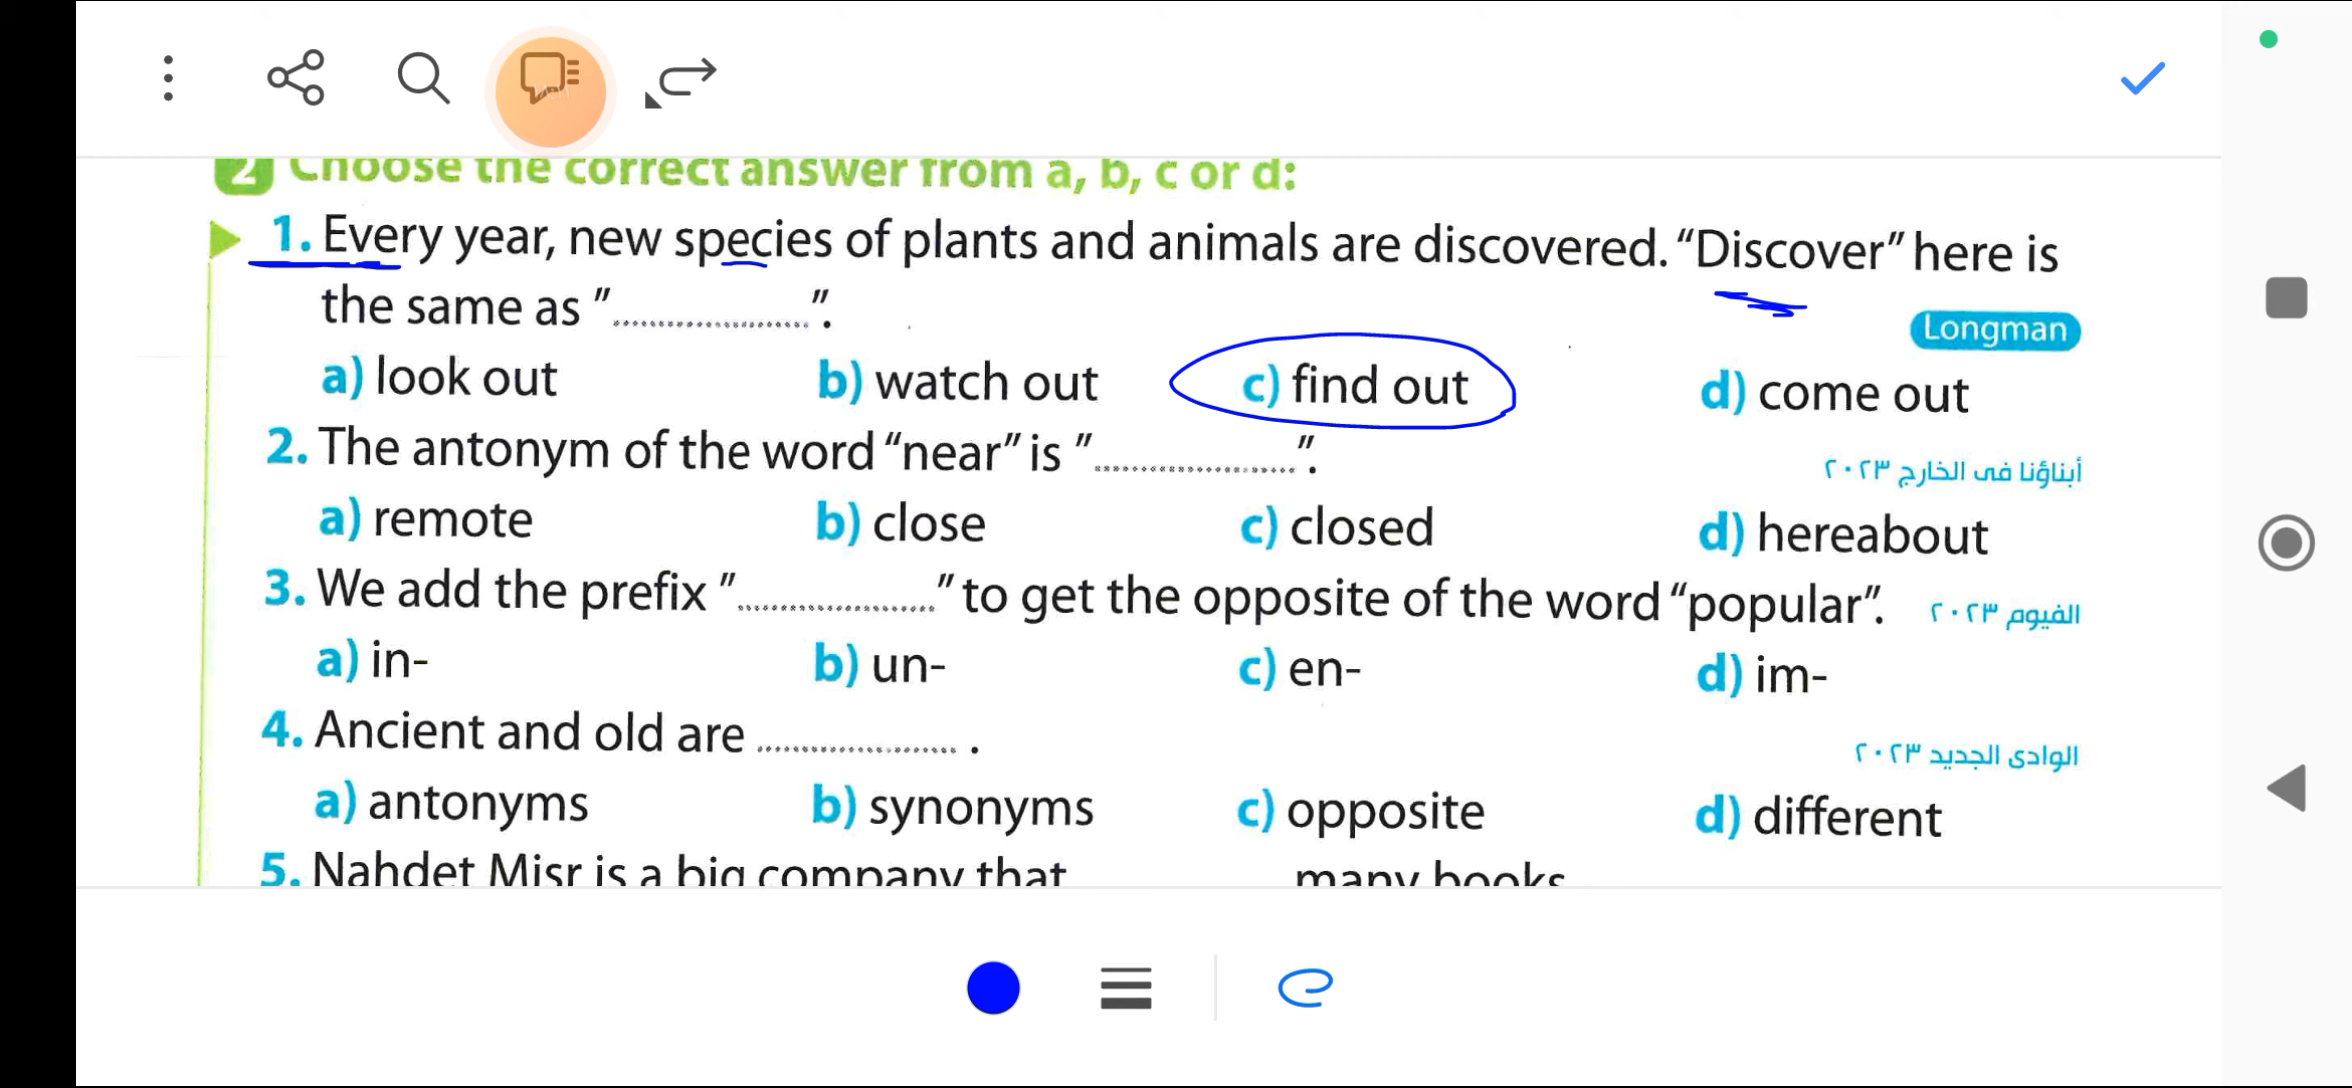 2 Choose the correct answer from a, b, c or d:
1. Every year, new species of plants and animals are discovered. “Discover” here is
the same as "....................".
Longman
a) look out b) watch out c) find out d) come out
2. The antonym of the word “near” is "....................".
أبناؤنا فى الخارج ٢٠٢٣
a) remote b) close c) closed d) hereabout
3. We add the prefix "...................." to get the opposite of the word “popular”. الفيوم ٢٠٢٣
a) in- b) un- c) en- d) im-
4. Ancient and old are .................... . الوادى الجديد ٢٠٢٣
a) antonyms b) synonyms c) opposite d) different
5. Nahdet Misr is a big company that many books